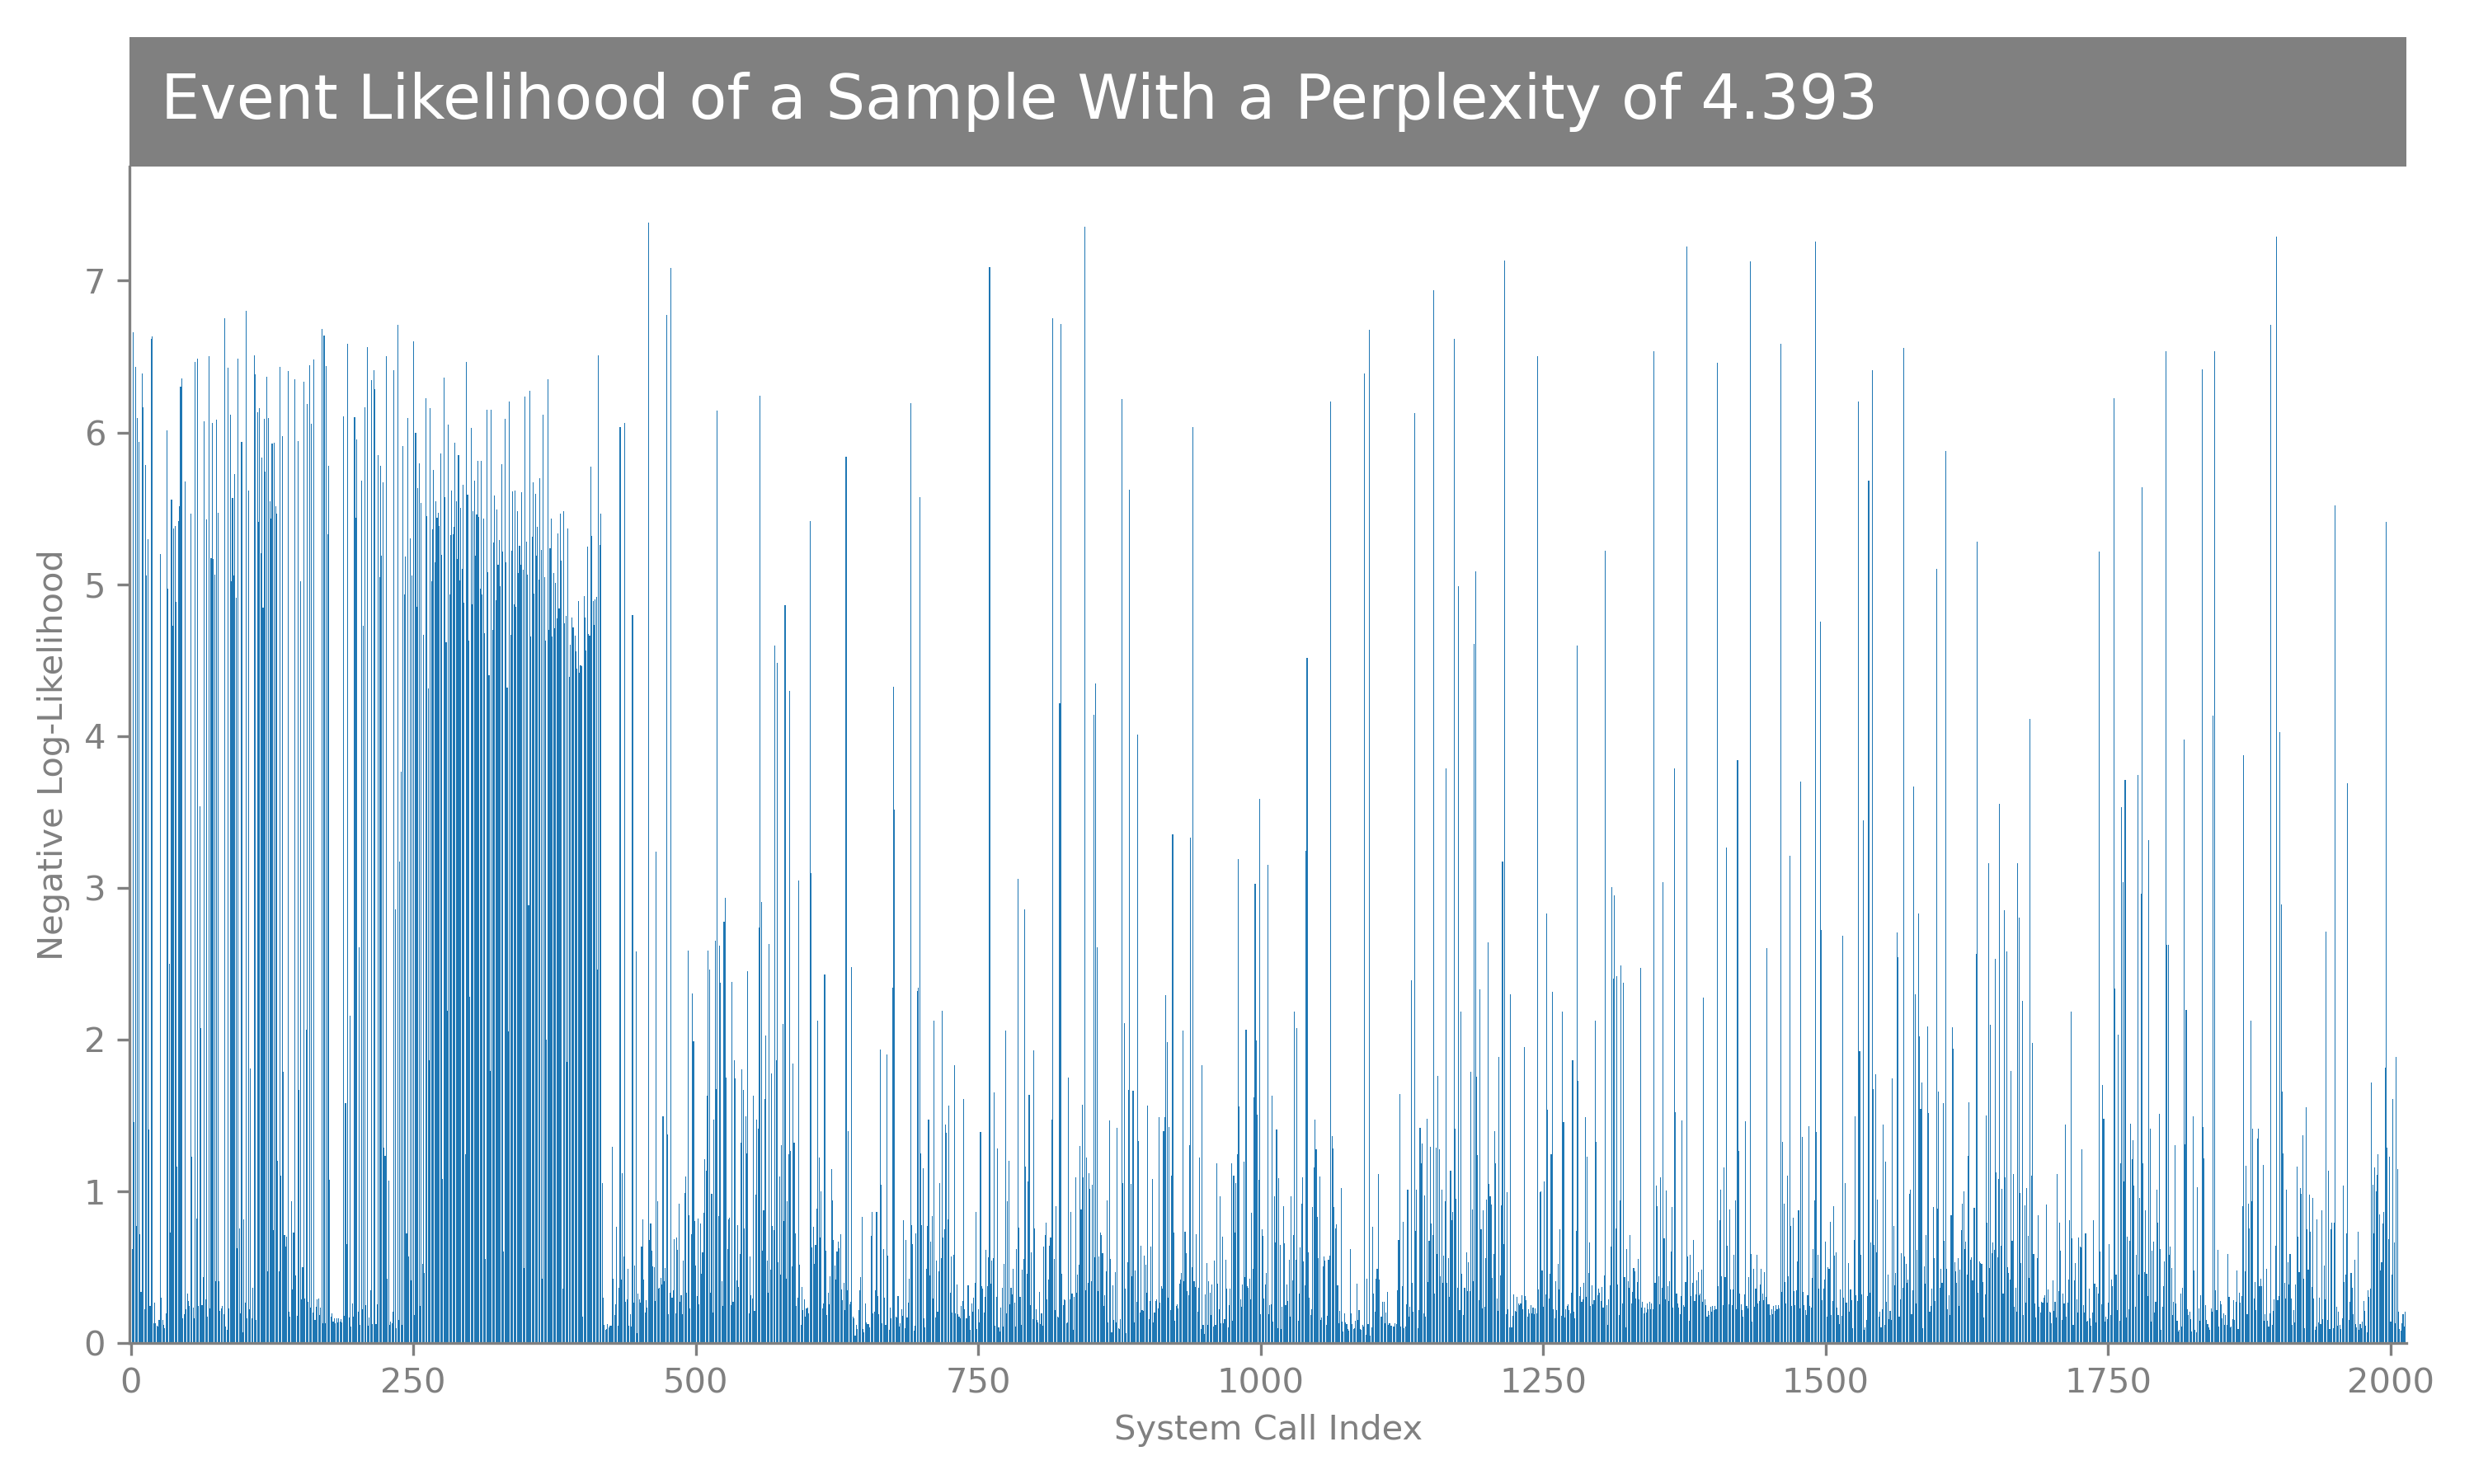 Event Likelihood of a Sample With a Perplexity of 4.393
Negative Log-Likelihood
7
6
5
4
3
2
1
0
0 250 500 750 1000 1250 1500 1750 2000
System Call Index